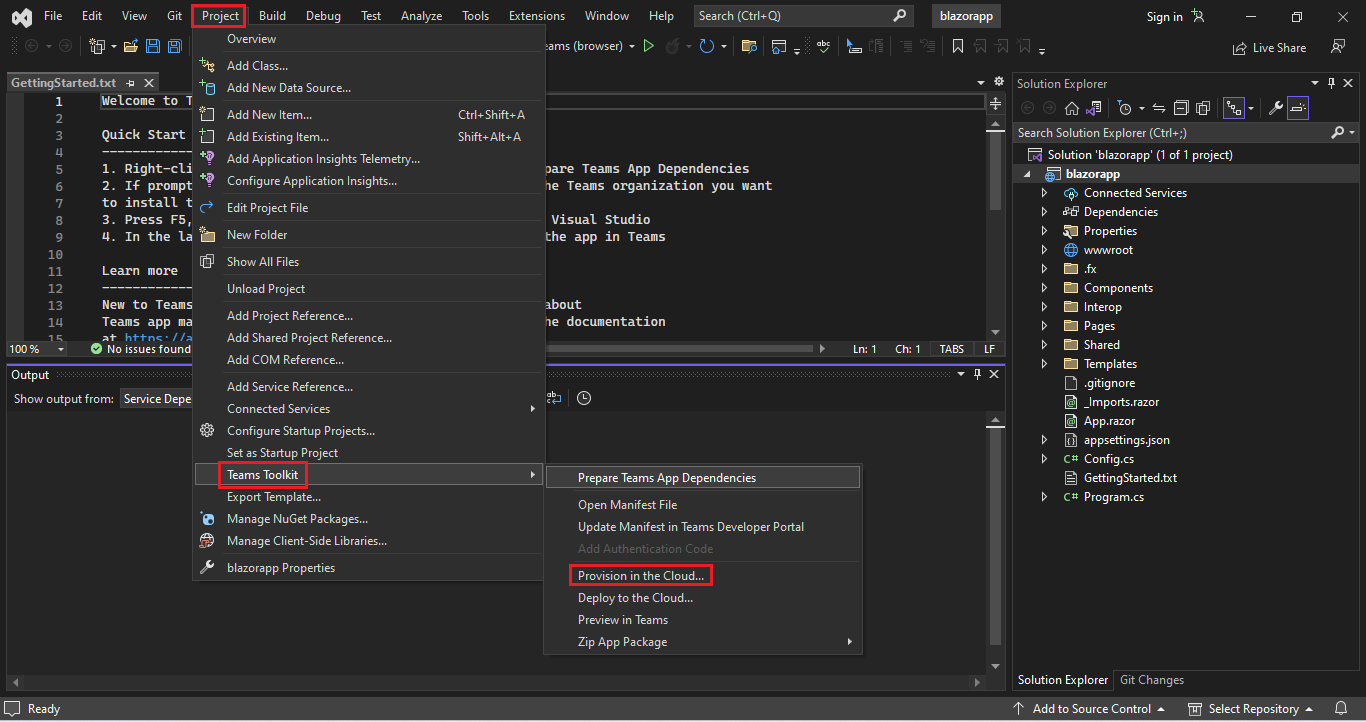 File Edit View Git Project Build Debug Test Analyze Tools Extensions Window Help Search (Ctrl+Q) blazorapp Sign in
eams (browser) Live Share
GettingStarted.txt
1 Welcome to T
2
3 Quick Start
4 -----------
5 1. Right-cli
6 2. If prompt
to install t
8 3. Press F5,
9 4. In the la
10
11 Learn more
12 -----------
13 New to Teams
14 Teams app ma
15 at https://a
7
pare Teams App Dependencies
he Teams organization you want
Visual Studio
the app in Teams
about
he documentation
100 % No issues found Ln: 1 Ch: 1 TABS LF
Overview
Add Class...
Add New Data Source...
Add New Item... Ctrl+Shift+A
Add Existing Item... Shift+Alt+A
Add Application Insights Telemetry...
Configure Application Insights...
Edit Project File
New Folder
Show All Files
Unload Project
Add Project Reference...
Add Shared Project Reference...
Add COM Reference...
Add Service Reference...
Connected Services
Configure Startup Projects...
Set as Startup Project
Teams Toolkit
Export Template...
Manage NuGet Packages...
Manage Client-Side Libraries...
blazorapp Properties
Prepare Teams App Dependencies
Open Manifest File
Update Manifest in Teams Developer Portal
Add Authentication Code
Provision in the Cloud...
Deploy to the Cloud...
Preview in Teams
Zip App Package
Output
Show output from: Service Depe
Solution Explorer
Search Solution Explorer (Ctrl+;)
Solution 'blazorapp' (1 of 1 project)
blazorapp
Connected Services
Dependencies
Properties
wwwroot
.fx
Components
Interop
Pages
Shared
Templates
.gitignore
_Imports.razor
App.razor
appsettings.json
C# Config.cs
GettingStarted.txt
C# Program.cs
Solution Explorer Git Changes
Ready Add to Source Control Select Repository